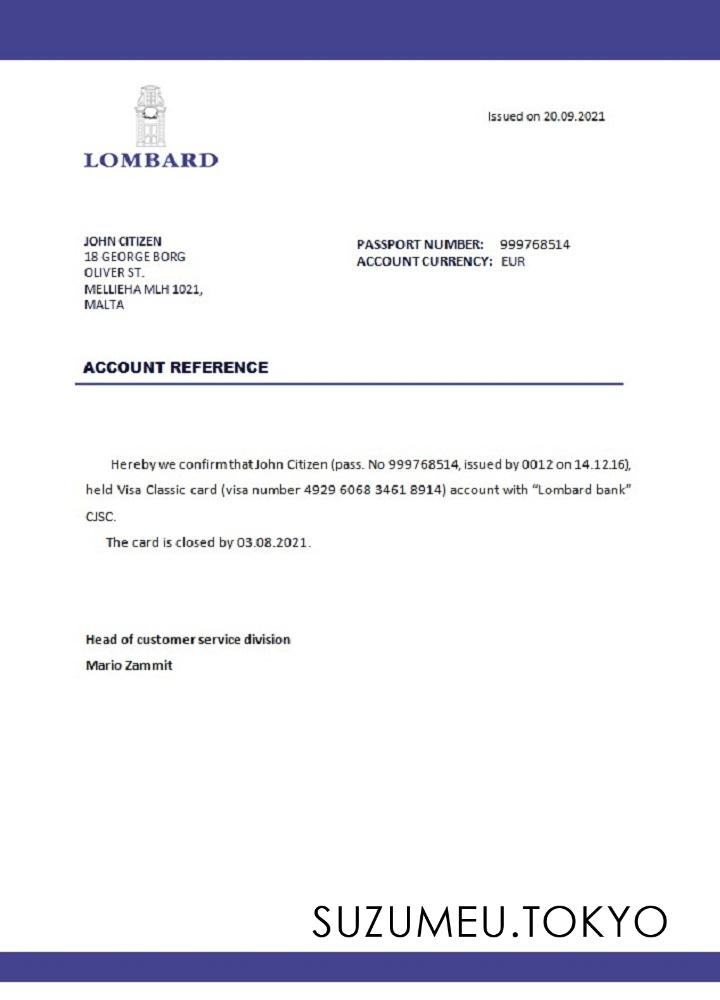 Issued on 20.09.2021
LOMBARD
JOHN CITIZEN
18 GEORGE BORG
OLIVER ST.
MELLIEHA MLH 1021,
MALTA
PASSPORT NUMBER: 999768514
ACCOUNT CURRENCY: EUR
ACCOUNT REFERENCE
Hereby we confirm that John Citizen (pass. No 999768514, issued by 0012 on 14.12.16),
held Visa Classic card (visa number 4929 6068 3461 8914) account with “Lombard bank”
CJSC.
The card is closed by 03.08.2021.
Head of customer service division
Mario Zammit
SUZUMEU.TOKYO